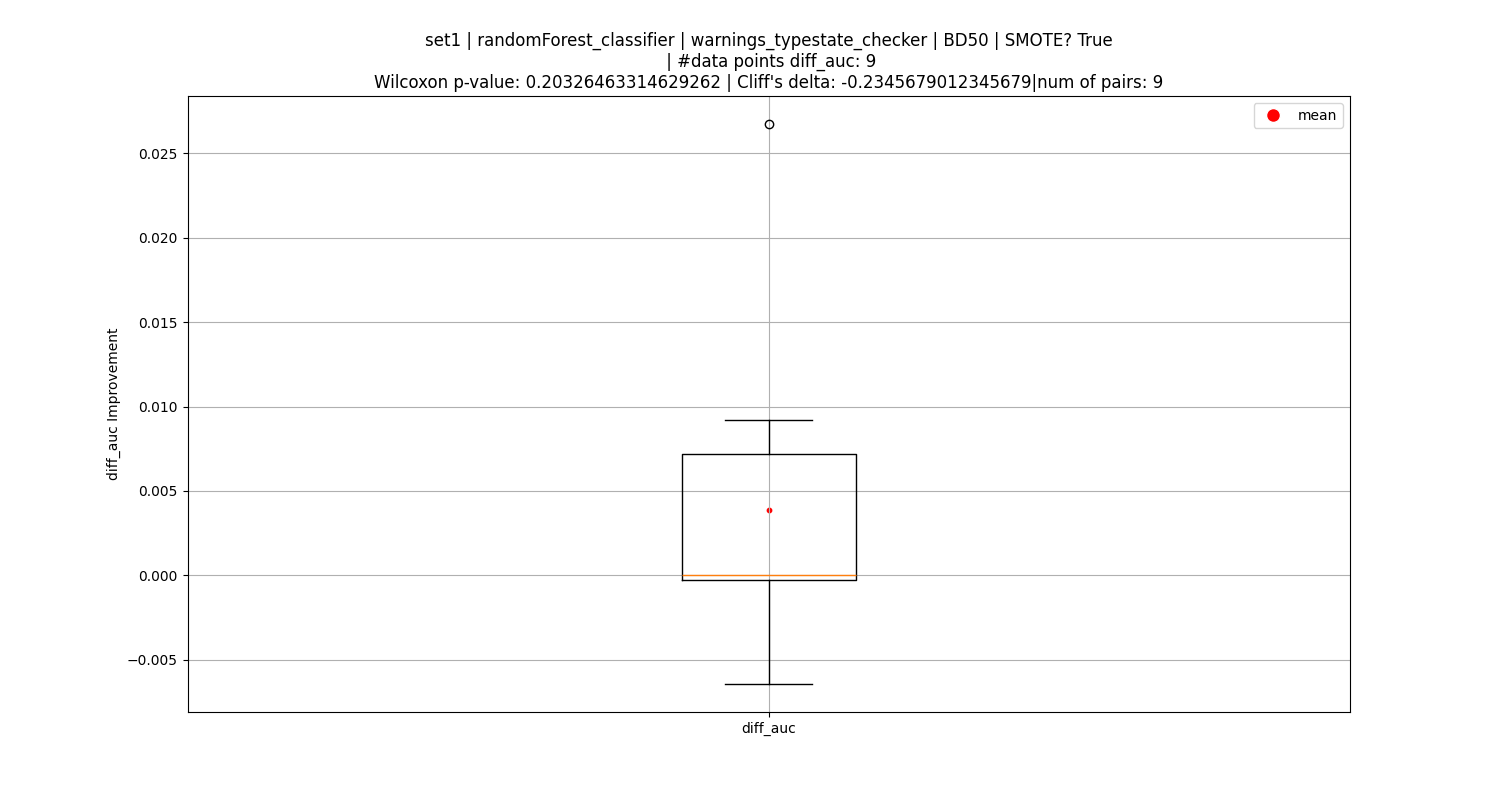 set1 | randomForest_classifier | warnings_typestate_checker | BD50 | SMOTE? True
| #data points diff_auc: 9
Wilcoxon p-value: 0.20326463314629262 | Cliff's delta: -0.2345679012345679|num of pairs: 9
mean
0.025
0.020
0.015
0.010
0.005
0.000
−0.005
diff_auc Improvement
diff_auc